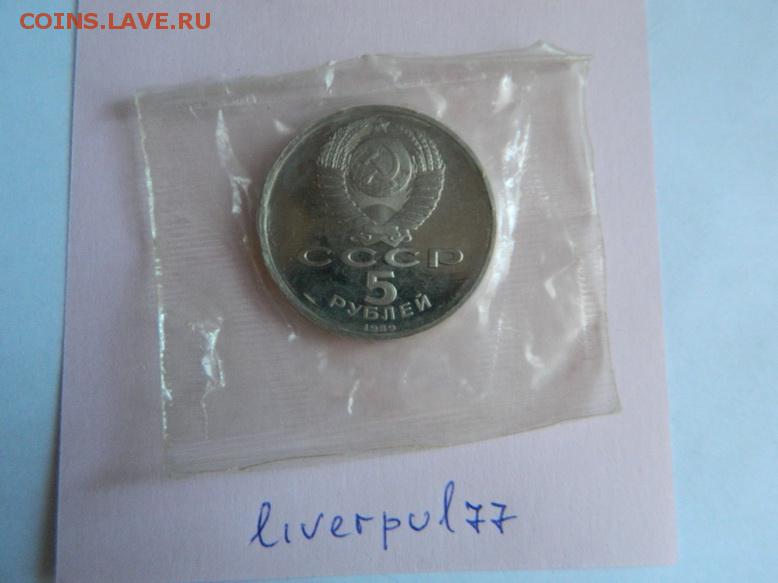 COINS.LAVE.RU
СССР
5
РУБЛЕЙ
1989
liverpul77